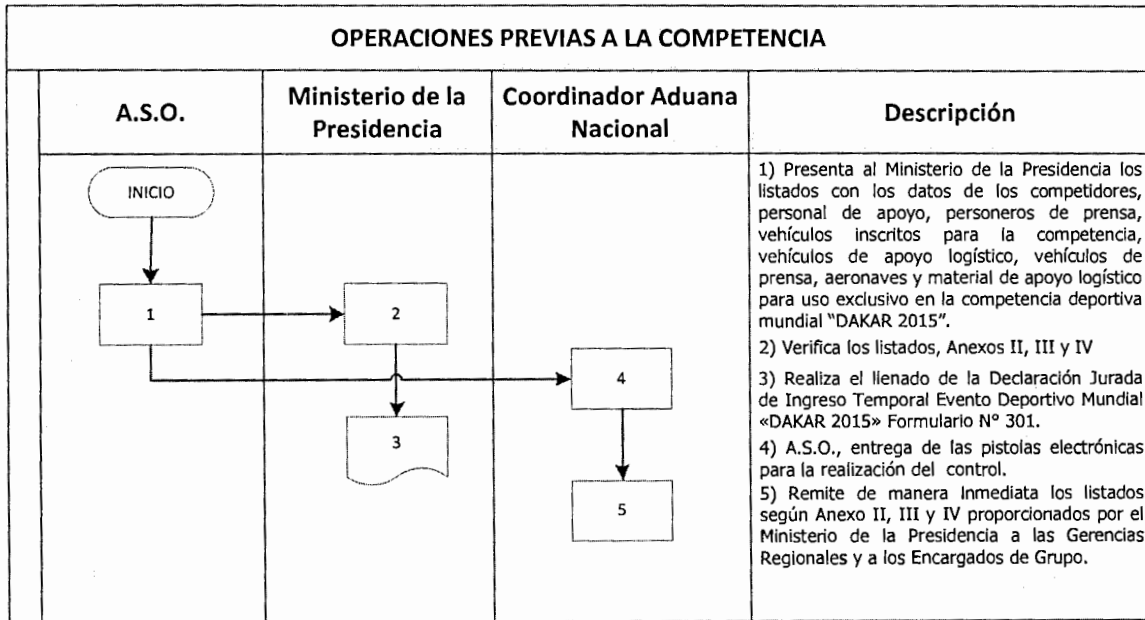 OPERACIONES PREVIAS A LA COMPETENCIA
A.S.O.
Ministerio de la
Presidencia
Coordinador Aduana
Nacional
Descripción
INICIO
1
2
3
4
5
1) Presenta al Ministerio de la Presidencia los
listados con los datos de los competidores,
personal de apoyo, personeros de prensa,
vehículos inscritos para la competencia,
vehículos de apoyo logístico, vehículos de
prensa, aeronaves y material de apoyo logístico
para uso exclusivo en la competencia deportiva
mundial "DAKAR 2015".
2) Verifica los listados, Anexos II, III y IV
3) Realiza el llenado de la Declaración Jurada
de Ingreso Temporal Evento Deportivo Mundial
«DAKAR 2015» Formulario N° 301.
4) A.S.O., entrega de las pistolas electrónicas
para la realización del control.
5) Remite de manera Inmediata los listados
según Anexo II, III y IV proporcionados por el
Ministerio de la Presidencia a las Gerencias
Regionales y a los Encargados de Grupo.